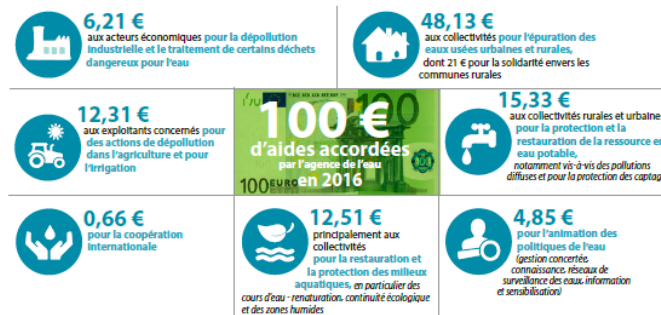 6,21 €
aux acteurs économiques pour la dépollution
industrielle et le traitement de certains déchets
dangereux pour l'eau
48,13 €
aux collectivités pour l'épuration des
eaux usées urbaines et rurales,
dont 21 € pour la solidarité envers les
communes rurales
12,31 €
aux exploitants concernés pour
des actions de dépollution
dans l'agriculture et pour
l'irrigation
100
100 €
d'aides accordées
par l'agence de l'eau
en 2016
100 EURO
15,33 €
aux collectivités rurales et urbaine
pour la protection et la
restauration de la ressource en
eau potable,
notamment vis-à-vis des pollutions
diffuses et pour la protection des captag
0,66 €
pour la coopération
internationale
12,51 €
principalement aux
collectivités
pour la restauration et
la protection des milieux
aquatiques, en particulier des
cours d'eau - renaturation, continuité écologique
et des zones humides
4,85 €
pour l'animation des
politiques de l'eau
(gestion concertée,
connaissance, réseaux de
surveillance des eaux, information
et sensibilisation)